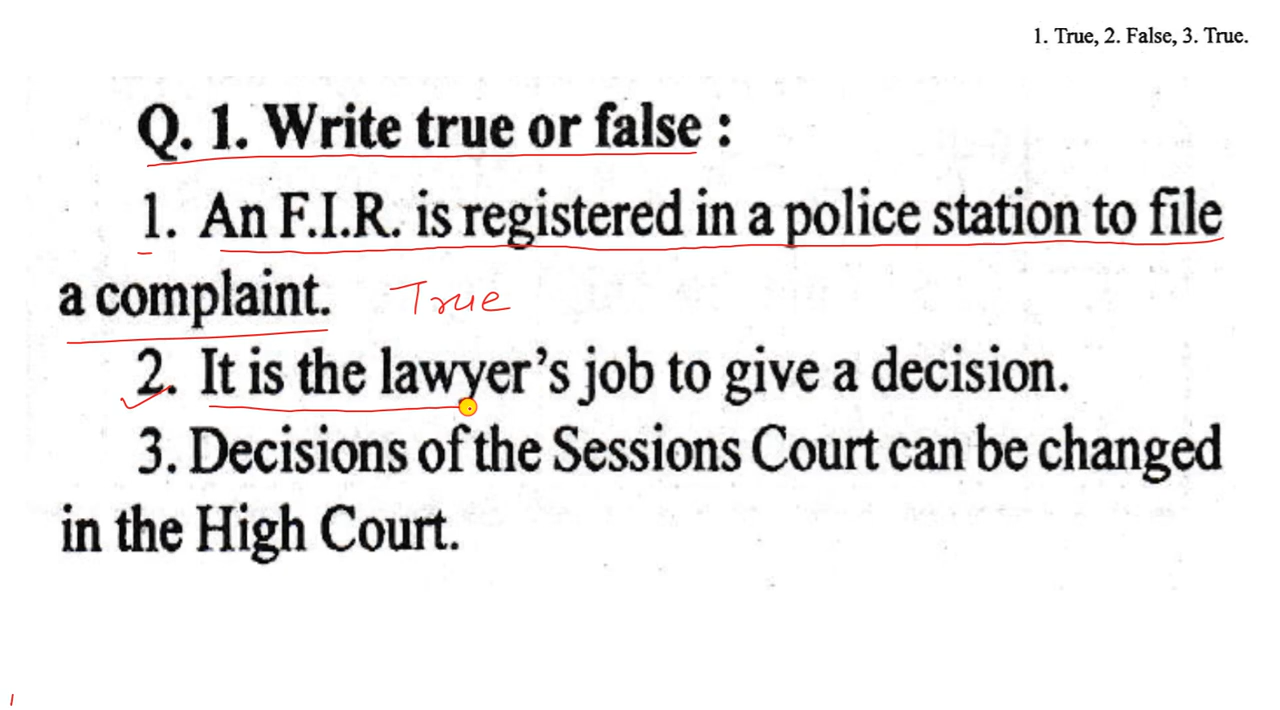 1. True, 2. False, 3. True.
Q. 1. Write true or false :
1. An F.I.R. is registered in a police station to file
a complaint. True
2. It is the lawyer's job to give a decision.
3. Decisions of the Sessions Court can be changed
in the High Court.